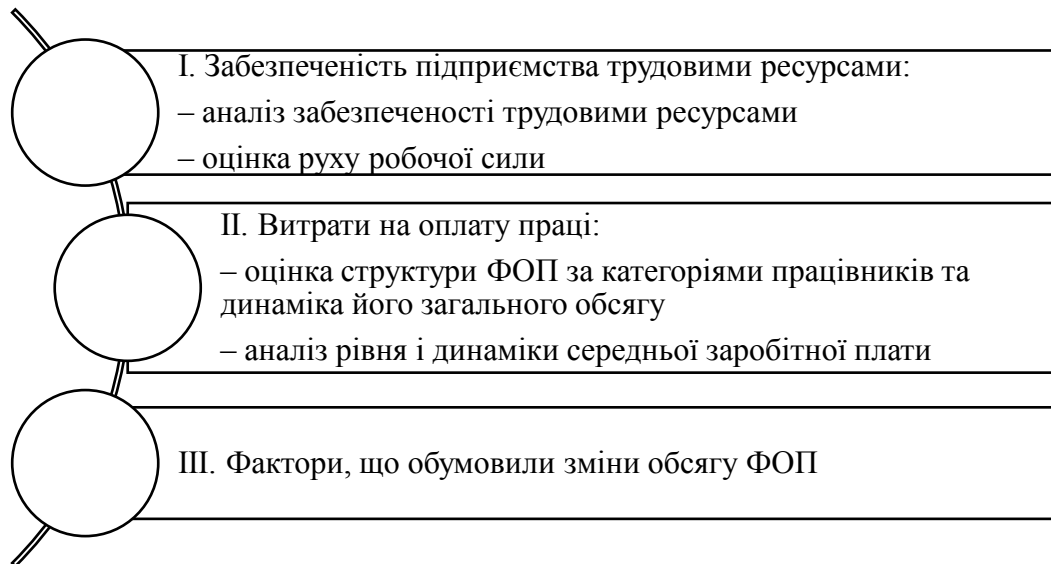 І. Забезпеченість підприємства трудовими ресурсами:
– аналіз забезпеченості трудовими ресурсами
– оцінка руху робочої сили
ІІ. Витрати на оплату праці:
– оцінка структури ФОП за категоріями працівників та
динаміка його загального обсягу
– аналіз рівня і динаміки середньої заробітної плати
ІІІ. Фактори, що обумовили зміни обсягу ФОП